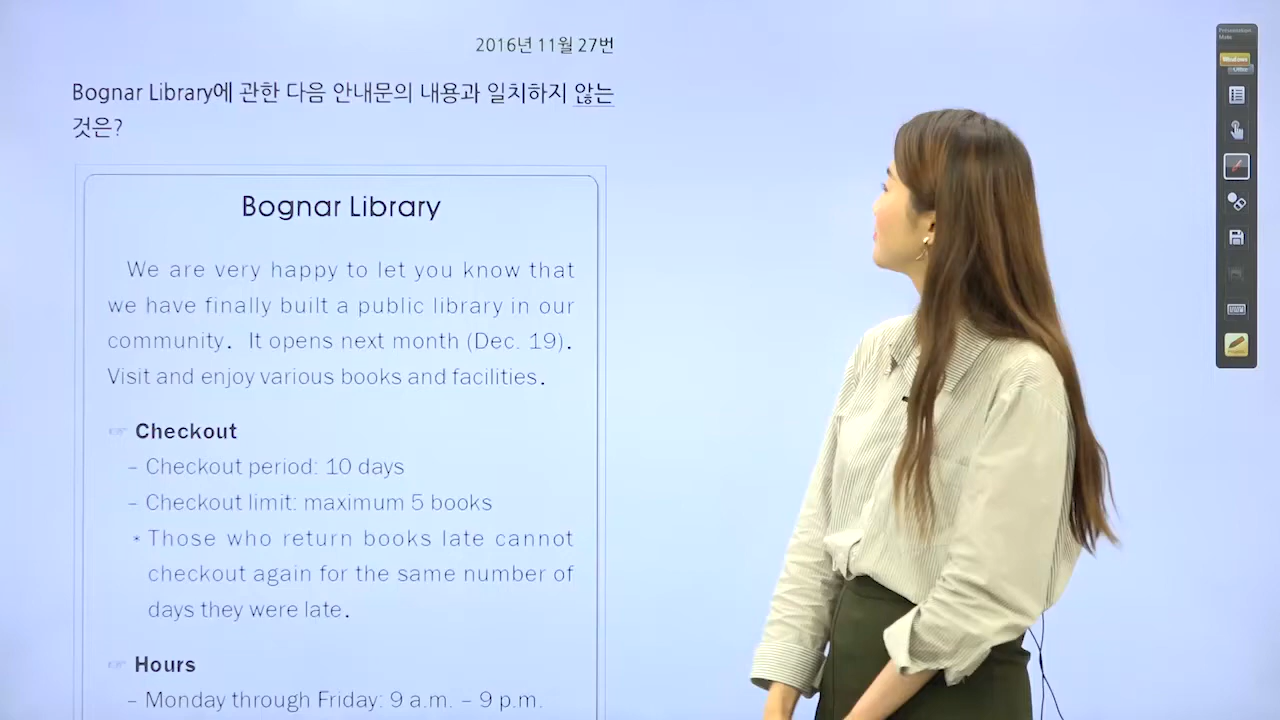 2016년 11월 27번
Bognar Library에 관한 다음 안내문의 내용과 일치하지 않는
것은?
Bognar Library
We are very happy to let you know that
we have finally built a public library in our
community. It opens next month (Dec. 19).
Visit and enjoy various books and facilities.
Checkout
- Checkout period: 10 days
- Checkout limit: maximum 5 books
* Those who return books late cannot
checkout again for the same number of
days they were late.
Hours
- Monday through Friday: 9 a.m. - 9 p.m.